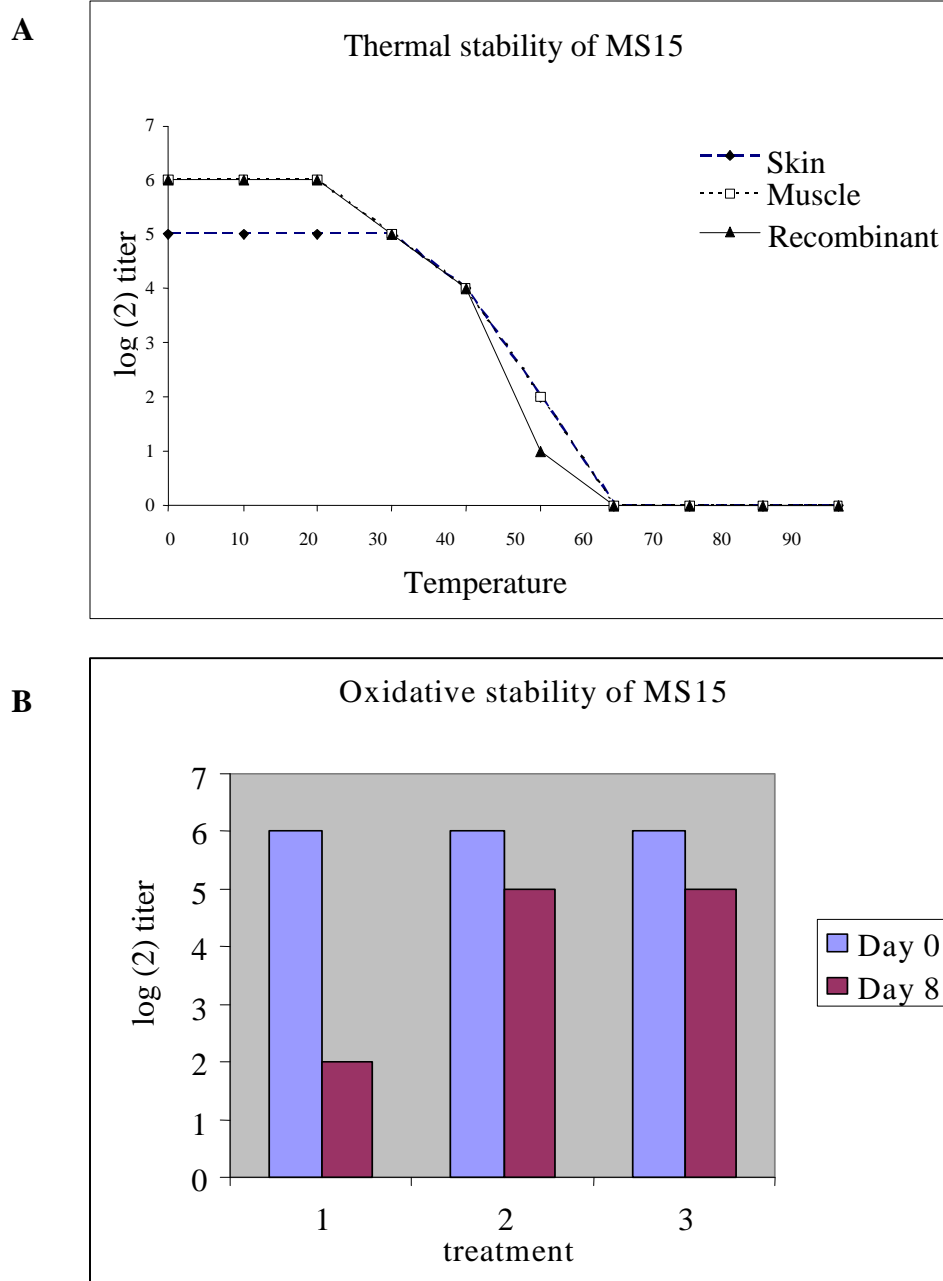 A
Thermal stability of MS15
7
6
5
4
3
2
1
0
log (2) titer
Skin
Muscle
Recombinant
0 10 20 30 40 50 60 70 80 90
Temperature
B
Oxidative stability of MS15
7
6
5
4
3
2
1
0
log (2) titer
Day 0
Day 8
1 2 3
treatment